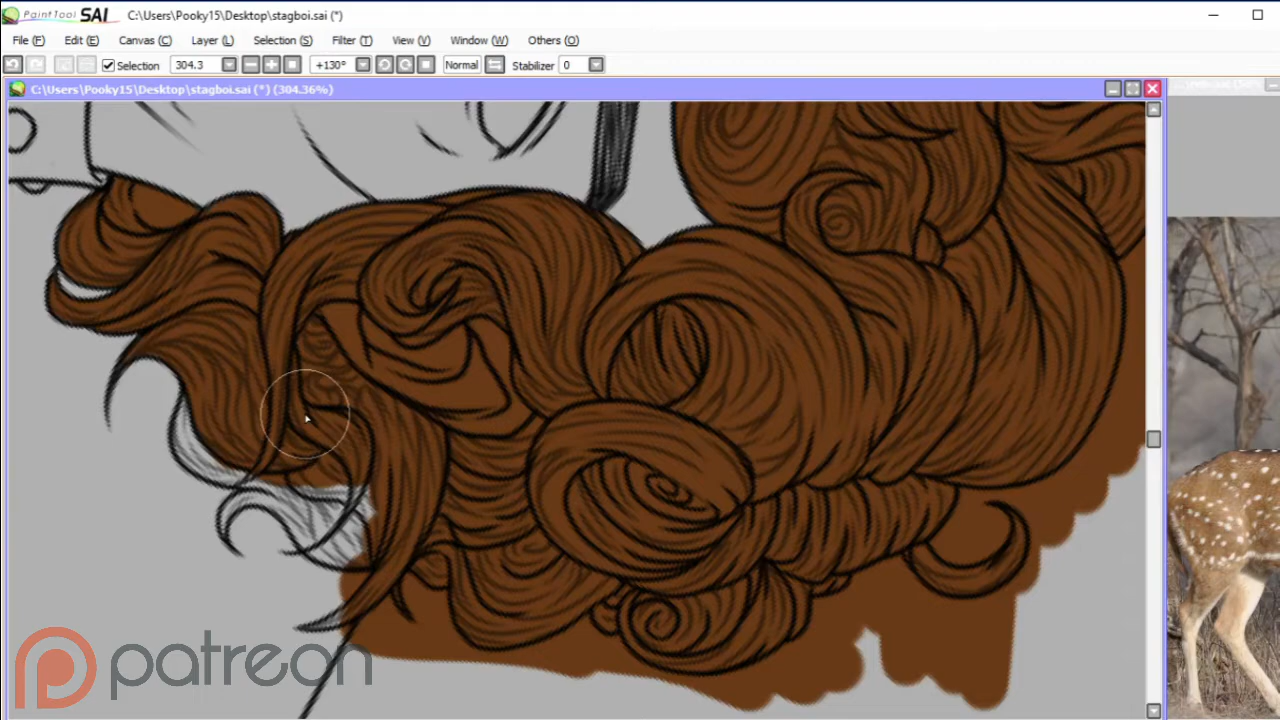 PaintTool SAI C:\Users\Pooky15\Desktop\stagboi.sai (*)
File (F) Edit (E) Canvas (C) Layer (L) Selection (S) Filter (T) View (V) Window (W) Others (O)
Selection 304.3 +130° Normal Stabilizer 0
C:\Users\Pooky15\Desktop\stagboi.sai (*) (304.36%)
patreon